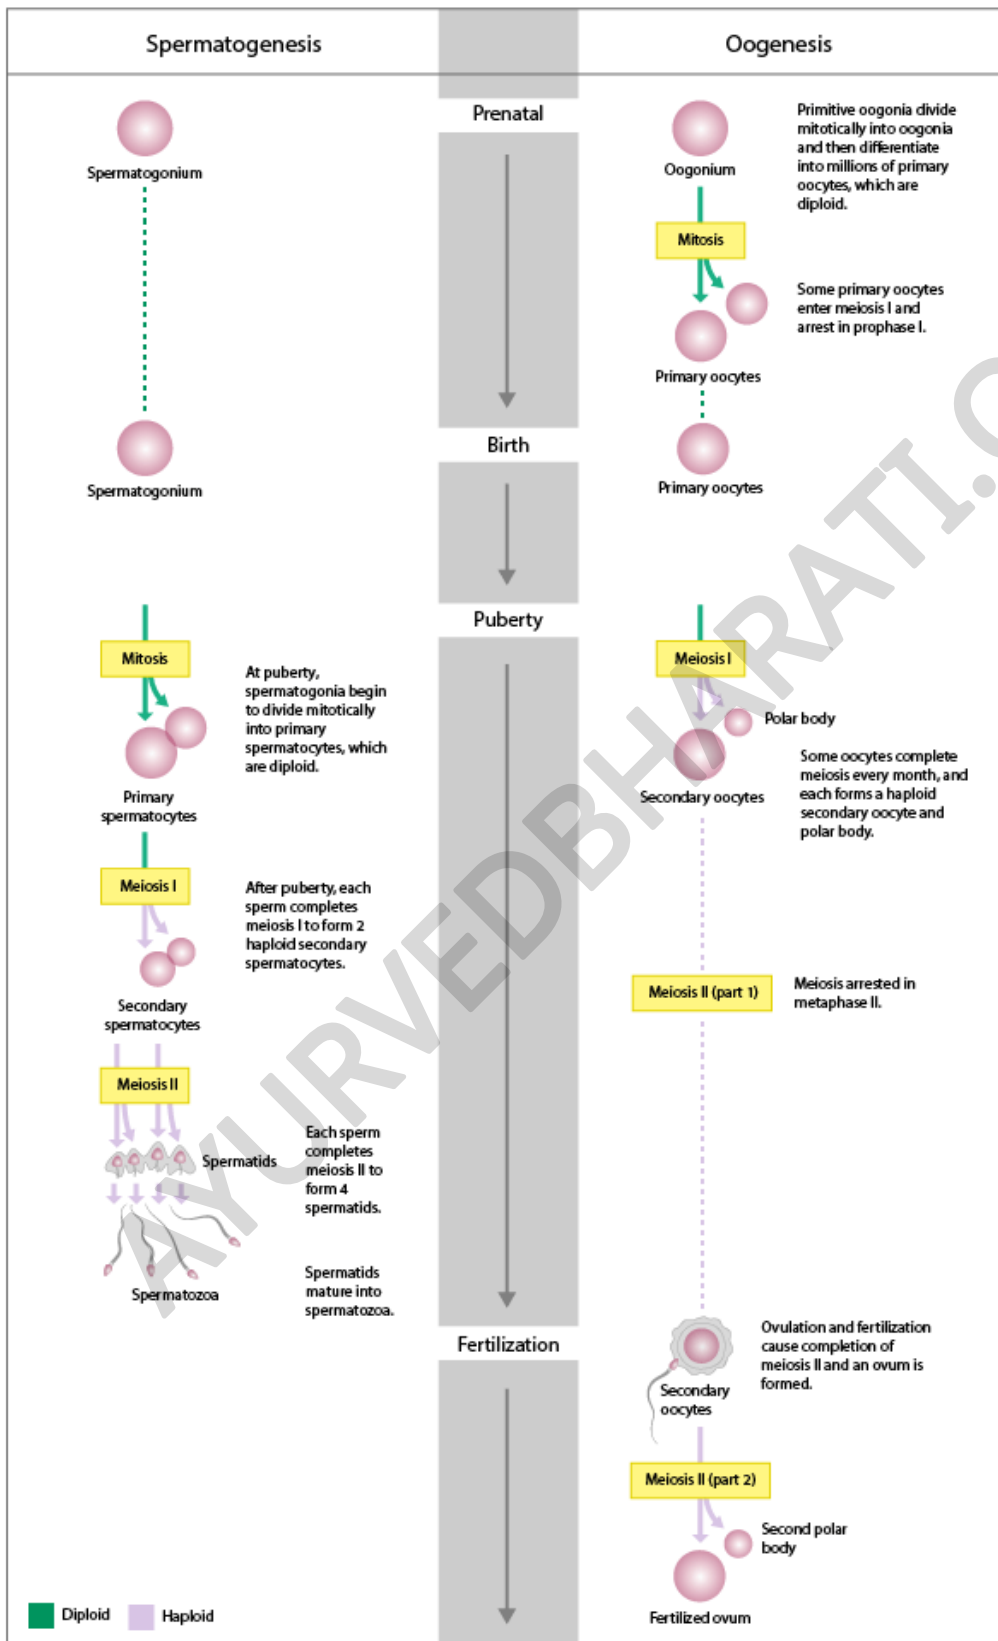 Spermatogenesis
Oogenesis
Prenatal
Spermatogonium
Oogonium
Primitive oogonia divide
mitotically into oogonia
and then differentiate
into millions of primary
oocytes, which are
diploid.
Mitosis
Some primary oocytes
enter meiosis I and
arrest in prophase I.
Primary oocytes
Birth
Spermatogonium
Primary oocytes
Puberty
Mitosis
At puberty,
spermatogonia begin
to divide mitotically
into primary
spermatocytes, which
are diploid.
Primary
spermatocytes
Meiosis I
Polar body
Secondary oocytes
Some oocytes complete
meiosis every month, and
each forms a haploid
secondary oocyte and
polar body.
Meiosis I
After puberty, each
sperm completes
meiosis I to form 2
haploid secondary
spermatocytes.
Secondary
spermatocytes
Meiosis II (part 1)
Meiosis arrested in
metaphase II.
Meiosis II
Spermatids
Each sperm
completes
meiosis II to
form 4
spermatids.
Spermatozoa
Spermatids
mature into
spermatozoa.
Fertilization
Secondary
oocytes
Ovulation and fertilization
cause completion of
meiosis II and an ovum is
formed.
Meiosis II (part 2)
Second polar
body
Fertilized ovum
Diploid
Haploid
AYURVEDBHARATI.C